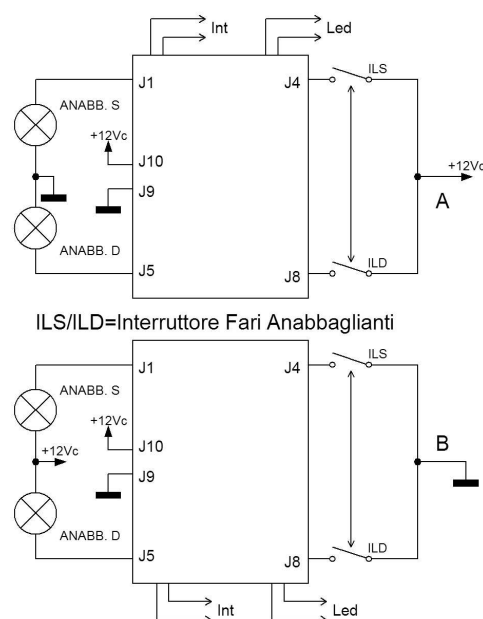 Int
Led
J1
J4
ILS
ANABB. S
+12Vc
J10
J9
+12Vc
A
ANABB. D
J5
J8
ILD
ILS/ILD=Interruttore Fari Anabbaglianti
J1
J4
ILS
ANABB. S
+12Vc
J10
B
+12Vc
J9
ANABB. D
J5
J8
ILD
Int
Led